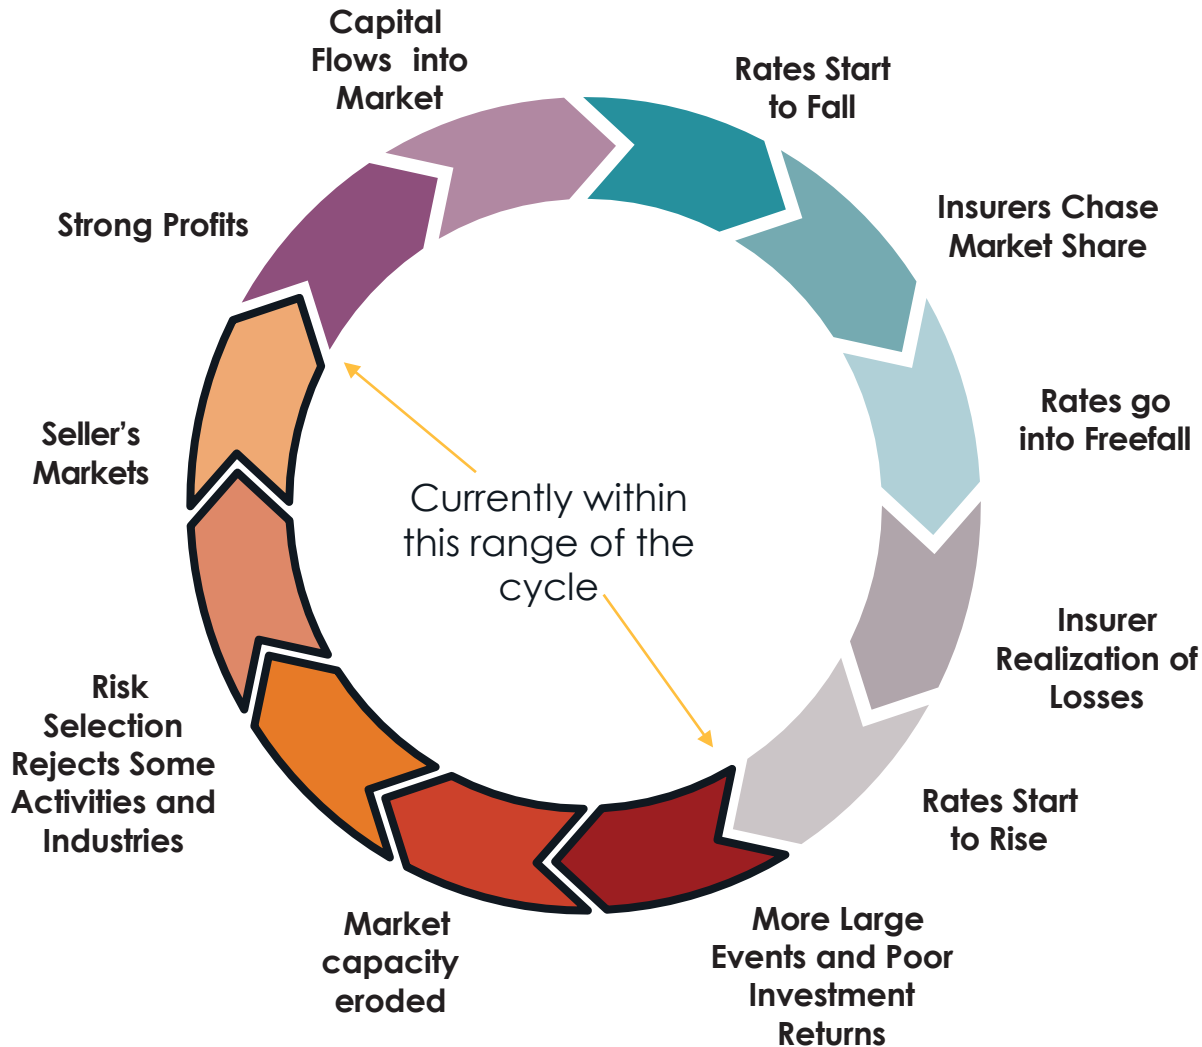 Capital
Flows into
Market
Rates Start
to Fall
Insurers Chase
Market Share
Rates go
into Freefall
Insurer
Realization of
Losses
Rates Start
to Rise
More Large
Events and Poor
Investment
Returns
Market
capacity
eroded
Risk
Selection
Rejects Some
Activities and
Industries
Seller’s
Markets
Strong Profits
Currently within
this range of the
cycle